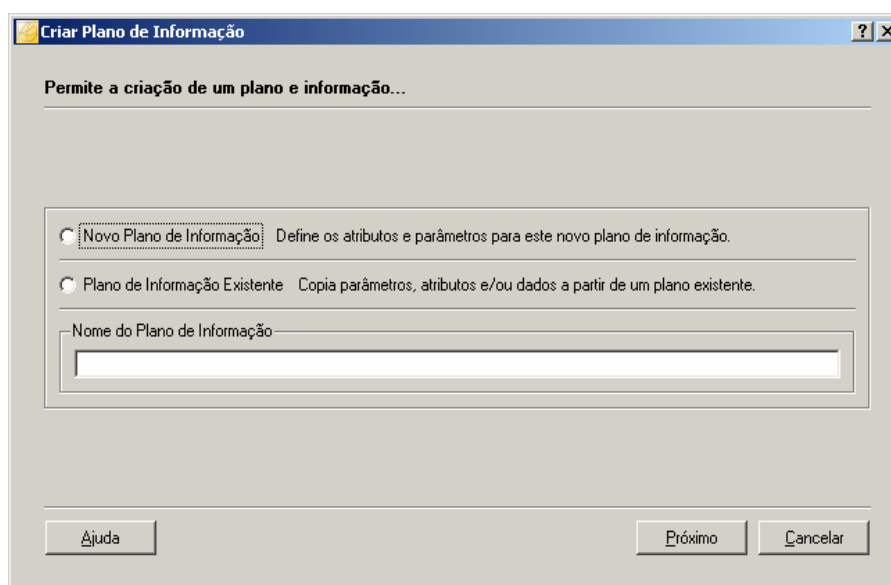 Criar Plano de Informação
Permite a criação de um plano e informação...
Novo Plano de Informação Define os atributos e parâmetros para este novo plano de informação.
Plano de Informação Existente Copia parâmetros, atributos e/ou dados a partir de um plano existente.
Nome do Plano de Informação
Ajuda Próximo Cancelar